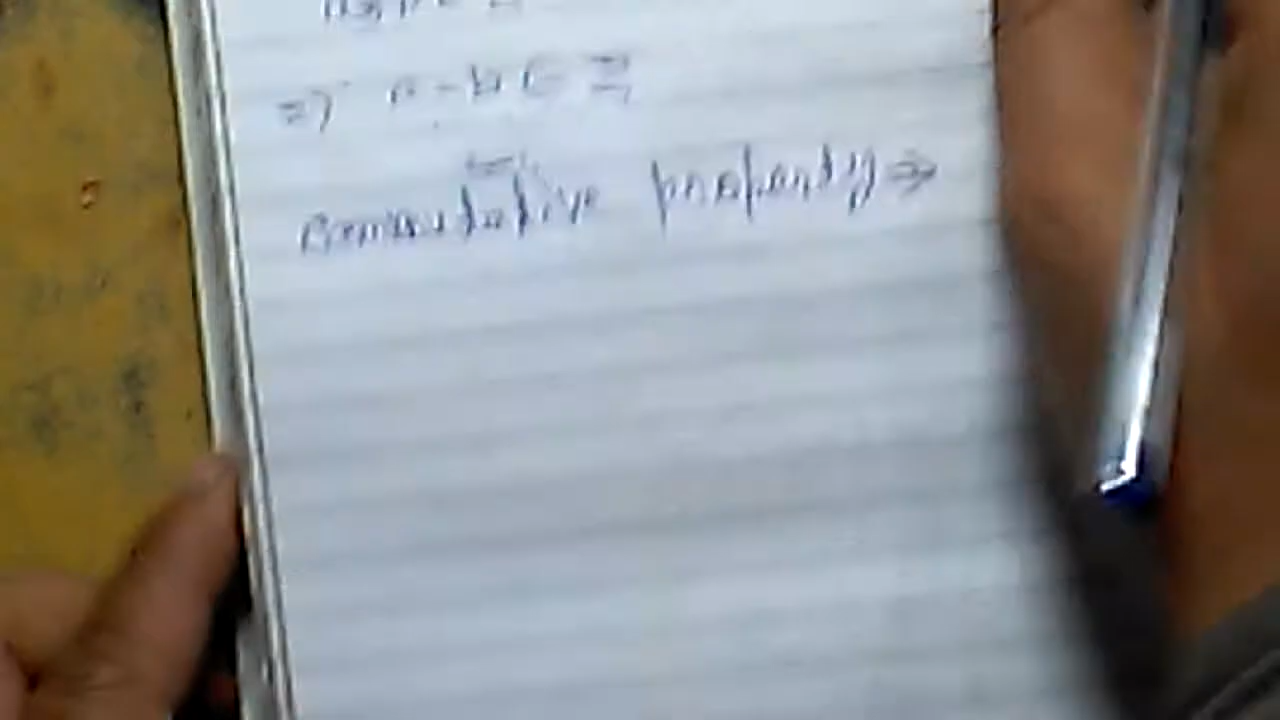 a, b ∈ Z
=> a - b ∈ Z
commutative property =>